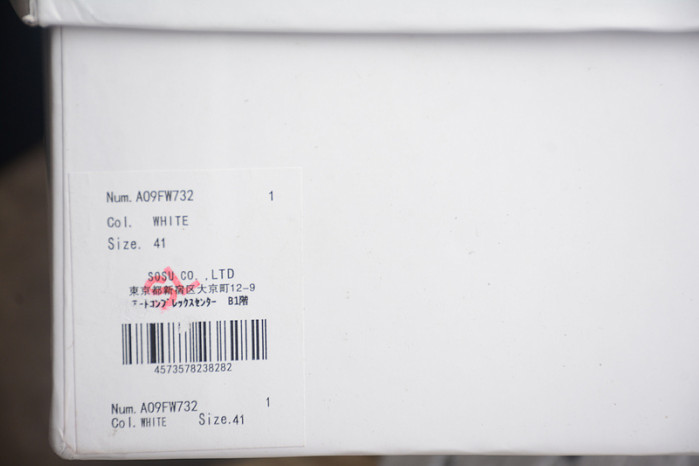 Num. A09FW732 1
Col. WHITE
Size. 41
SOSU CO. ,LTD
東京都新宿区大京町12-9
ｱｰﾄｺﾝﾌﾟﾚｯｸｽｾﾝﾀｰ B1階
4573578238282
Num. A09FW732 1
Col. WHITE Size. 41